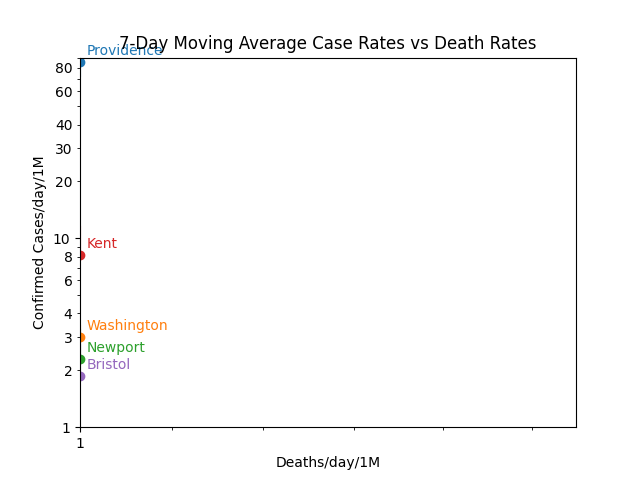 7-Day Moving Average Case Rates vs Death Rates
Providence
80
60
40
30
20
10
Kent
8
6
4
Washington
3
Newport
Bristol
2
1
1
Confirmed Cases/day/1M
Deaths/day/1M